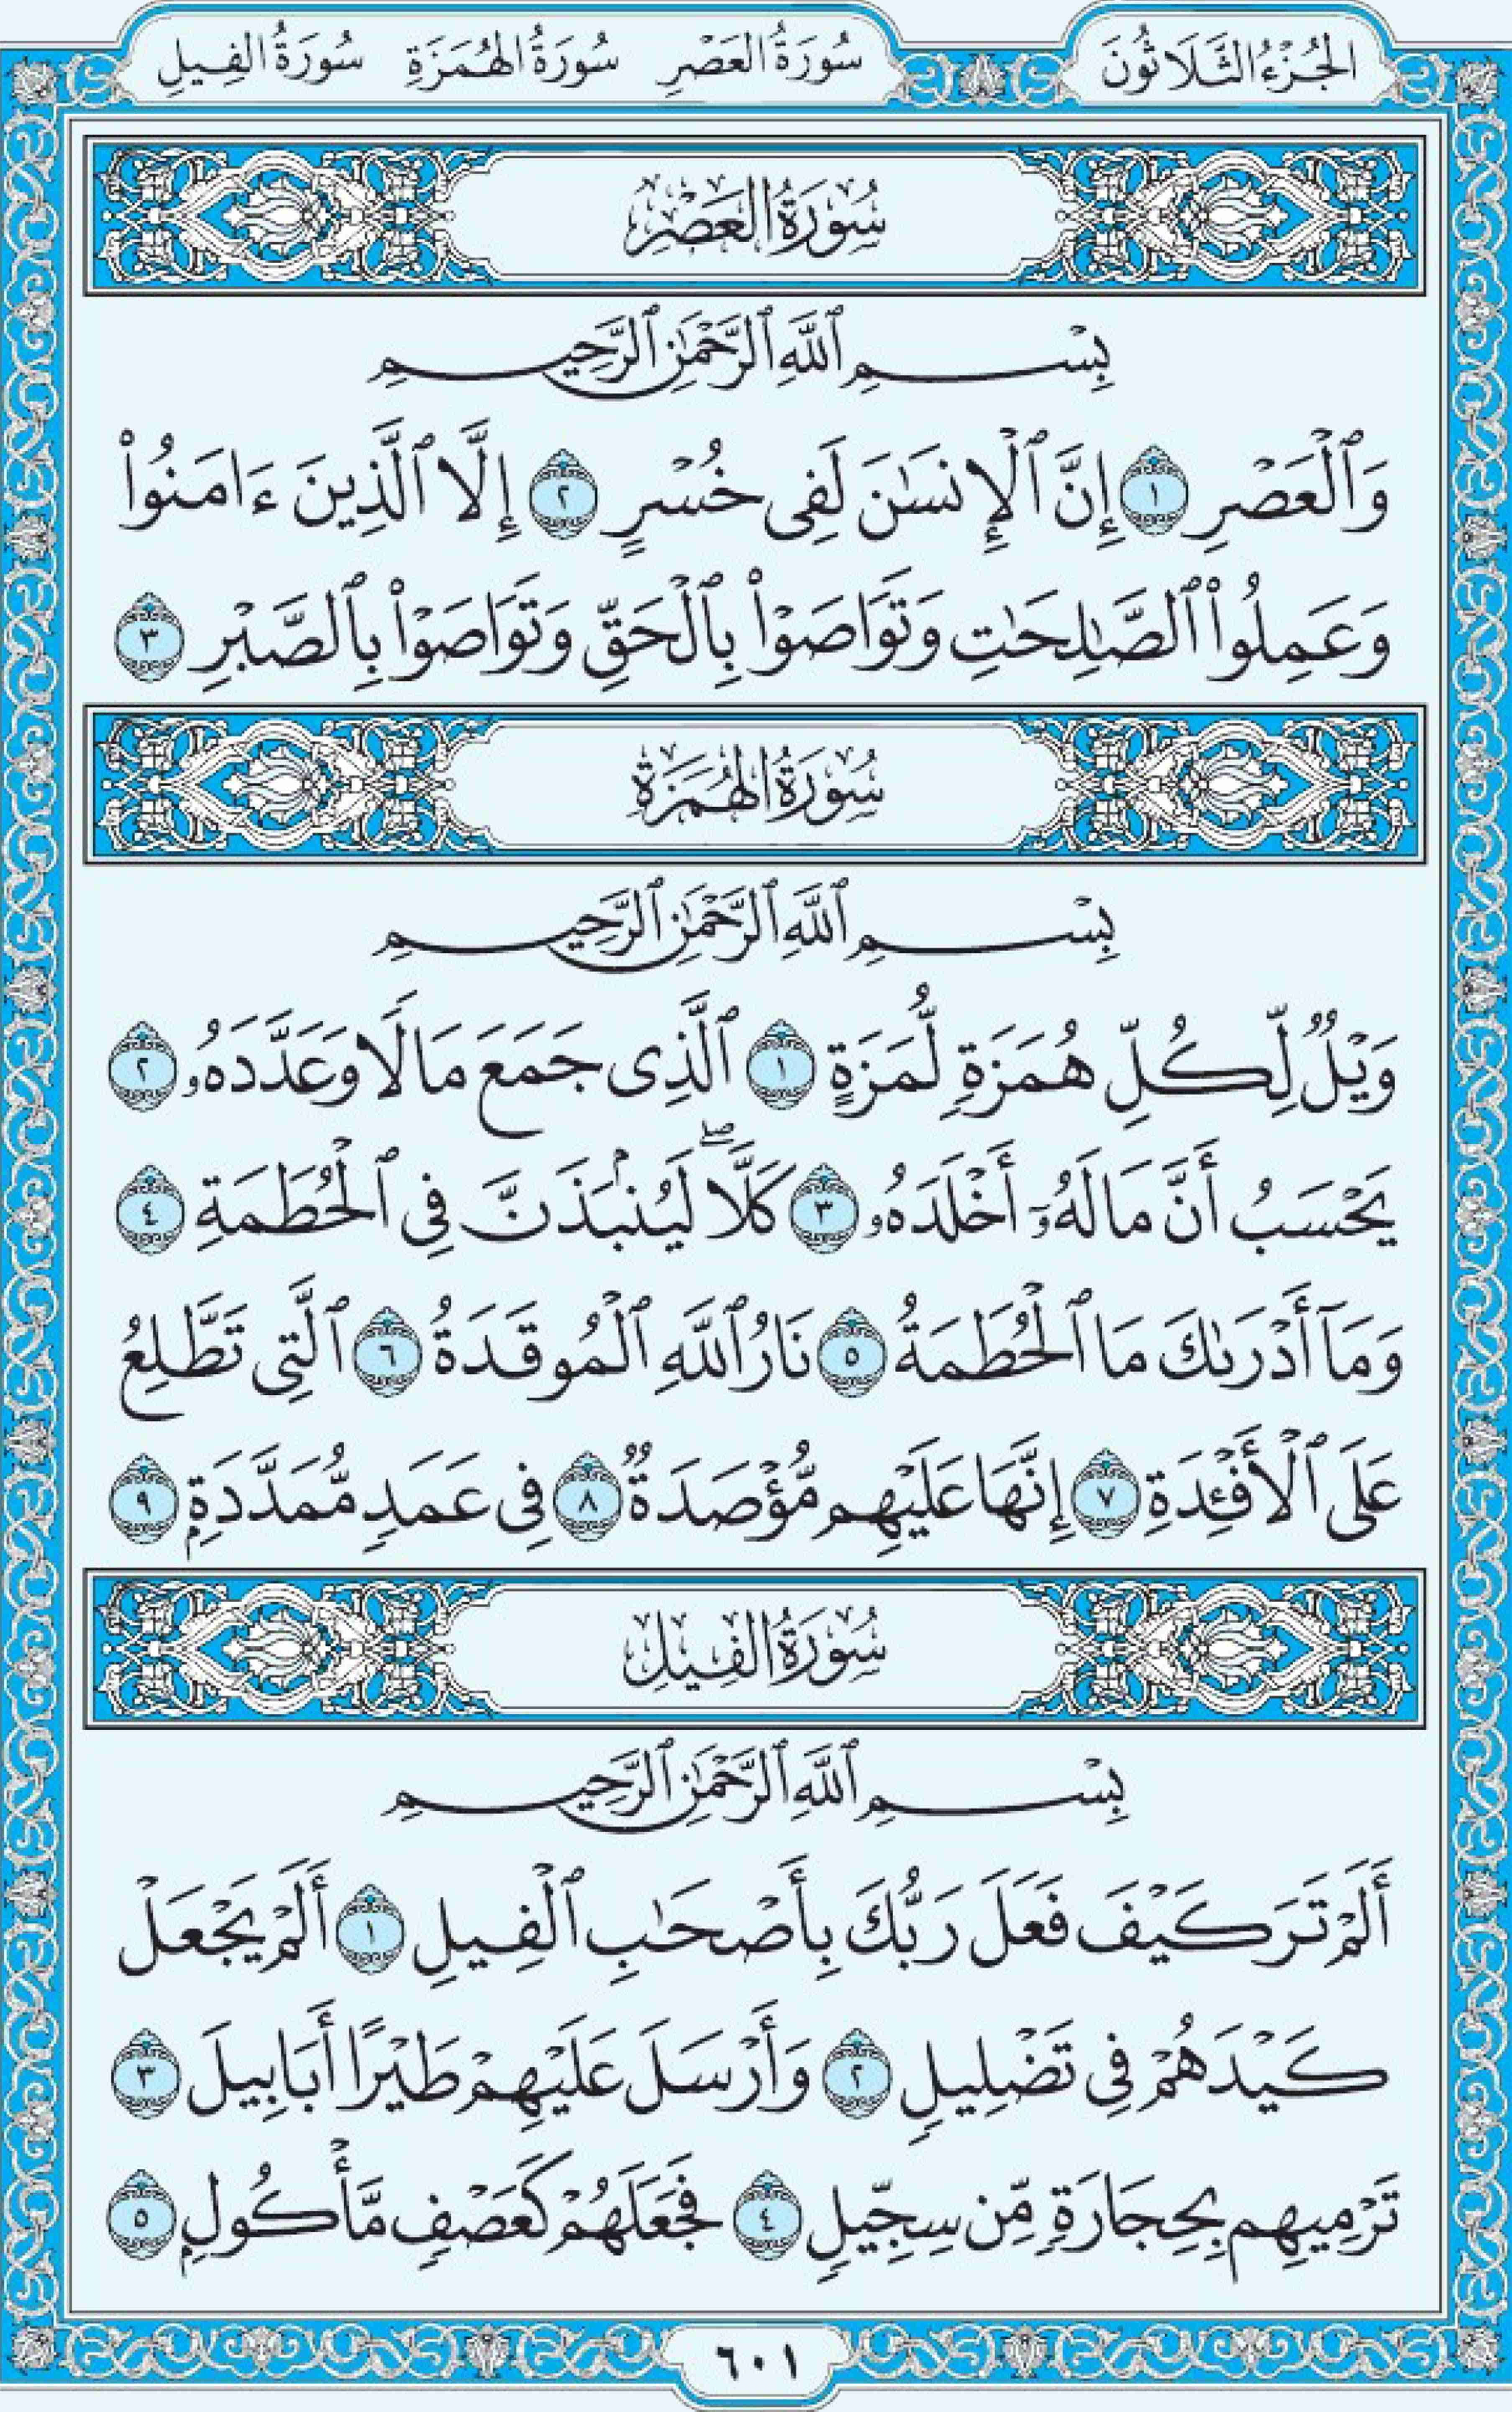 الجُزْءُ الثَّلَاثُونَ سُورَةُ العَصْرِ سُورَةُ الهُمَزَةِ سُورَةُ الفِيلِ
سُورَةُ العَصْرِ
بِسْمِ ٱللَّهِ ٱلرَّحْمَٰنِ ٱلرَّحِيمِ
وَٱلْعَصْرِ ١ إِنَّ ٱلْإِنسَٰنَ لَفِى خُسْرٍ ٢ إِلَّا ٱلَّذِينَ ءَامَنُوا۟
وَعَمِلُوا۟ ٱلصَّٰلِحَٰتِ وَتَوَاصَوْا۟ بِٱلْحَقِّ وَتَوَاصَوْا۟ بِٱلصَّبْرِ ٣
سُورَةُ الهُمَزَةِ
بِسْمِ ٱللَّهِ ٱلرَّحْمَٰنِ ٱلرَّحِيمِ
وَيْلٌ لِّكُلِّ هُمَزَةٍ لُّمَزَةٍ ١ ٱلَّذِى جَمَعَ مَالًا وَعَدَّدَهُۥ ٢
يَحْسَبُ أَنَّ مَالَهُۥٓ أَخْلَدَهُۥ ٣ كَلَّا ۖ لَيُنۢبَذَنَّ فِى ٱلْحُطَمَةِ ٤
وَمَآ أَدْرَىٰكَ مَا ٱلْحُطَمَةُ ٥ نَارُ ٱللَّهِ ٱلْمُوقَدَةُ ٦ ٱلَّتِى تَطَّلِعُ
عَلَى ٱلْأَفْـِٔدَةِ ٧ إِنَّهَا عَلَيْهِم مُّؤْصَدَةٌ ٨ فِى عَمَدٍ مُّمَدَّدَةٍۭ ٩
سُورَةُ الفِيلِ
بِسْمِ ٱللَّهِ ٱلرَّحْمَٰنِ ٱلرَّحِيمِ
أَلَمْ تَرَ كَيْفَ فَعَلَ رَبُّكَ بِأَصْحَٰبِ ٱلْفِيلِ ١ أَلَمْ يَجْعَلْ
كَيْدَهُمْ فِى تَضْلِيلٍ ٢ وَأَرْسَلَ عَلَيْهِمْ طَيْرًا أَبَابِيلَ ٣
تَرْمِيهِم بِحِجَارَةٍ مِّن سِجِّيلٍ ٤ فَجَعَلَهُمْ كَعَصْفٍ مَّأْكُولٍۭ ٥
٦٠١